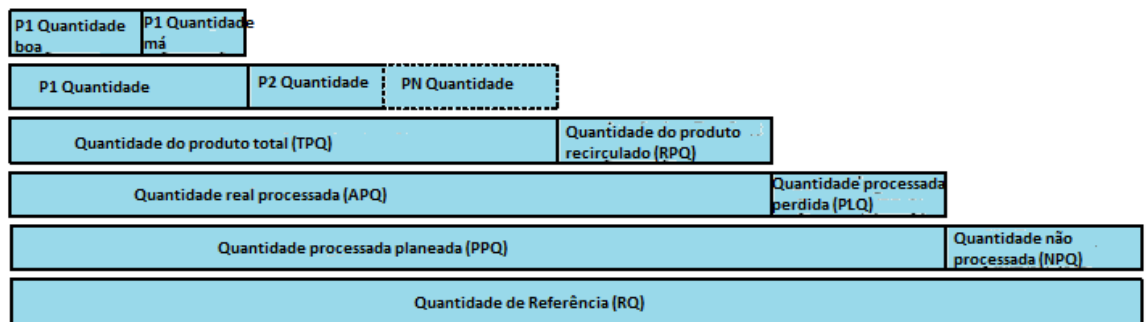 P1 Quantidade
boa
P1 Quantidade
má
P1 Quantidade
P2 Quantidade
PN Quantidade
Quantidade do produto total (TPQ)
Quantidade do produto
recirculado (RPQ)
Quantidade real processada (APQ)
Quantidade processada
perdida (PLQ)
Quantidade processada planeada (PPQ)
Quantidade não
processada (NPQ)
Quantidade de Referência (RQ)